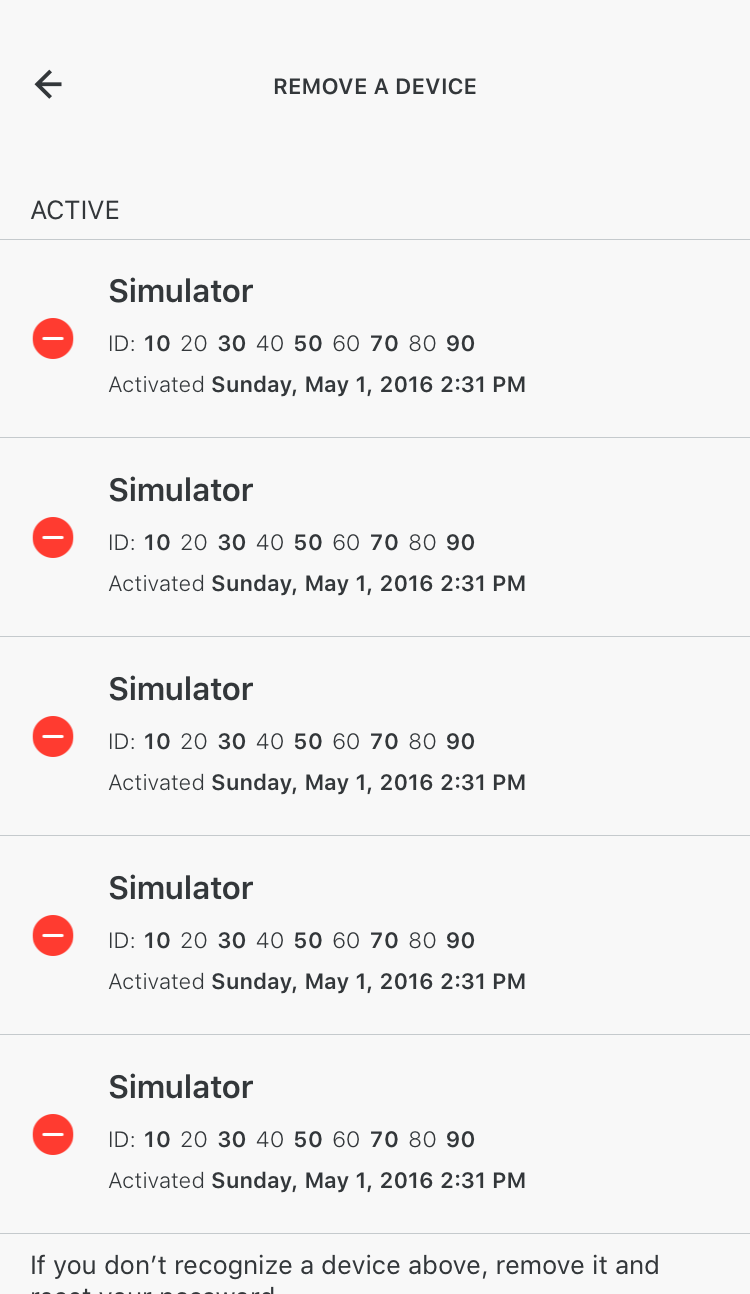 REMOVE A DEVICE
ACTIVE
Simulator
ID: 10 20 30 40 50 60 70 80 90
Activated Sunday, May 1, 2016 2:31 PM
Simulator
ID: 10 20 30 40 50 60 70 80 90
Activated Sunday, May 1, 2016 2:31 PM
Simulator
ID: 10 20 30 40 50 60 70 80 90
Activated Sunday, May 1, 2016 2:31 PM
Simulator
ID: 10 20 30 40 50 60 70 80 90
Activated Sunday, May 1, 2016 2:31 PM
Simulator
ID: 10 20 30 40 50 60 70 80 90
Activated Sunday, May 1, 2016 2:31 PM
If you don’t recognize a device above, remove it and
reset your password.